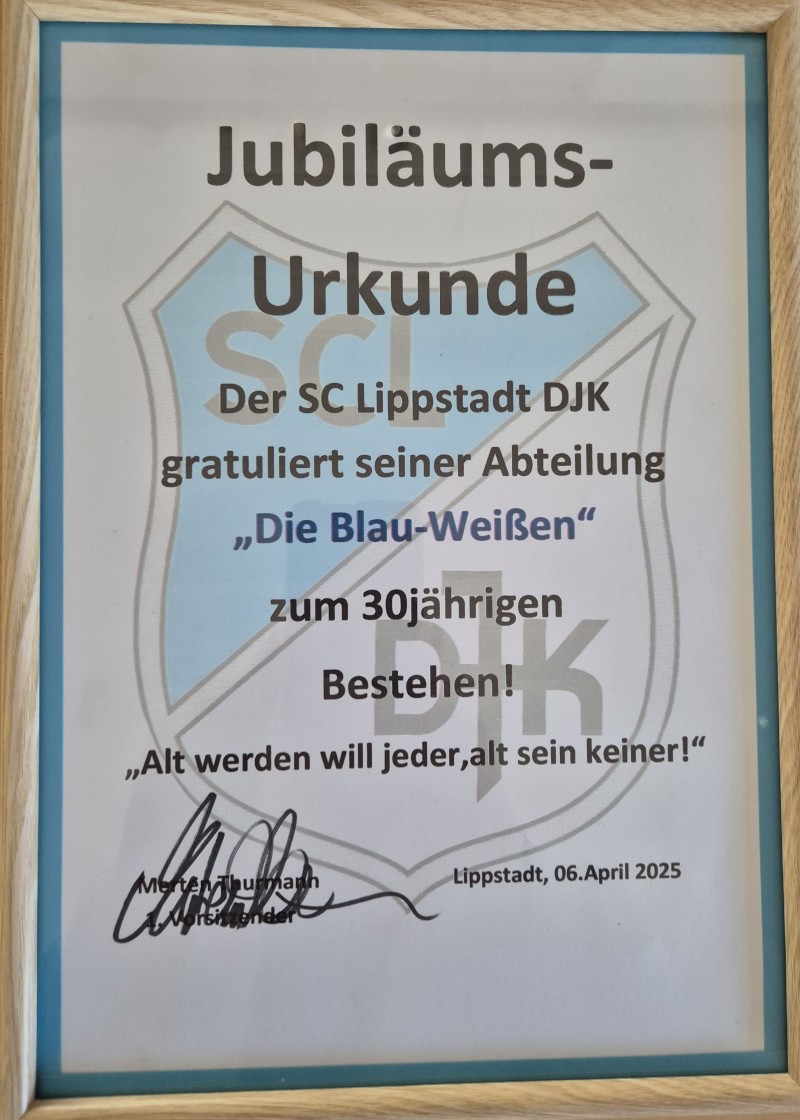 Jubiläums-
Urkunde
SCL
Der SC Lippstadt DJK
gratuliert seiner Abteilung
„Die Blau-Weißen“
zum 30jährigen
DJK
Bestehen!
„Alt werden will jeder,alt sein keiner!“
Merten Thurmann
1. Vorsitzender
Lippstadt, 06.April 2025